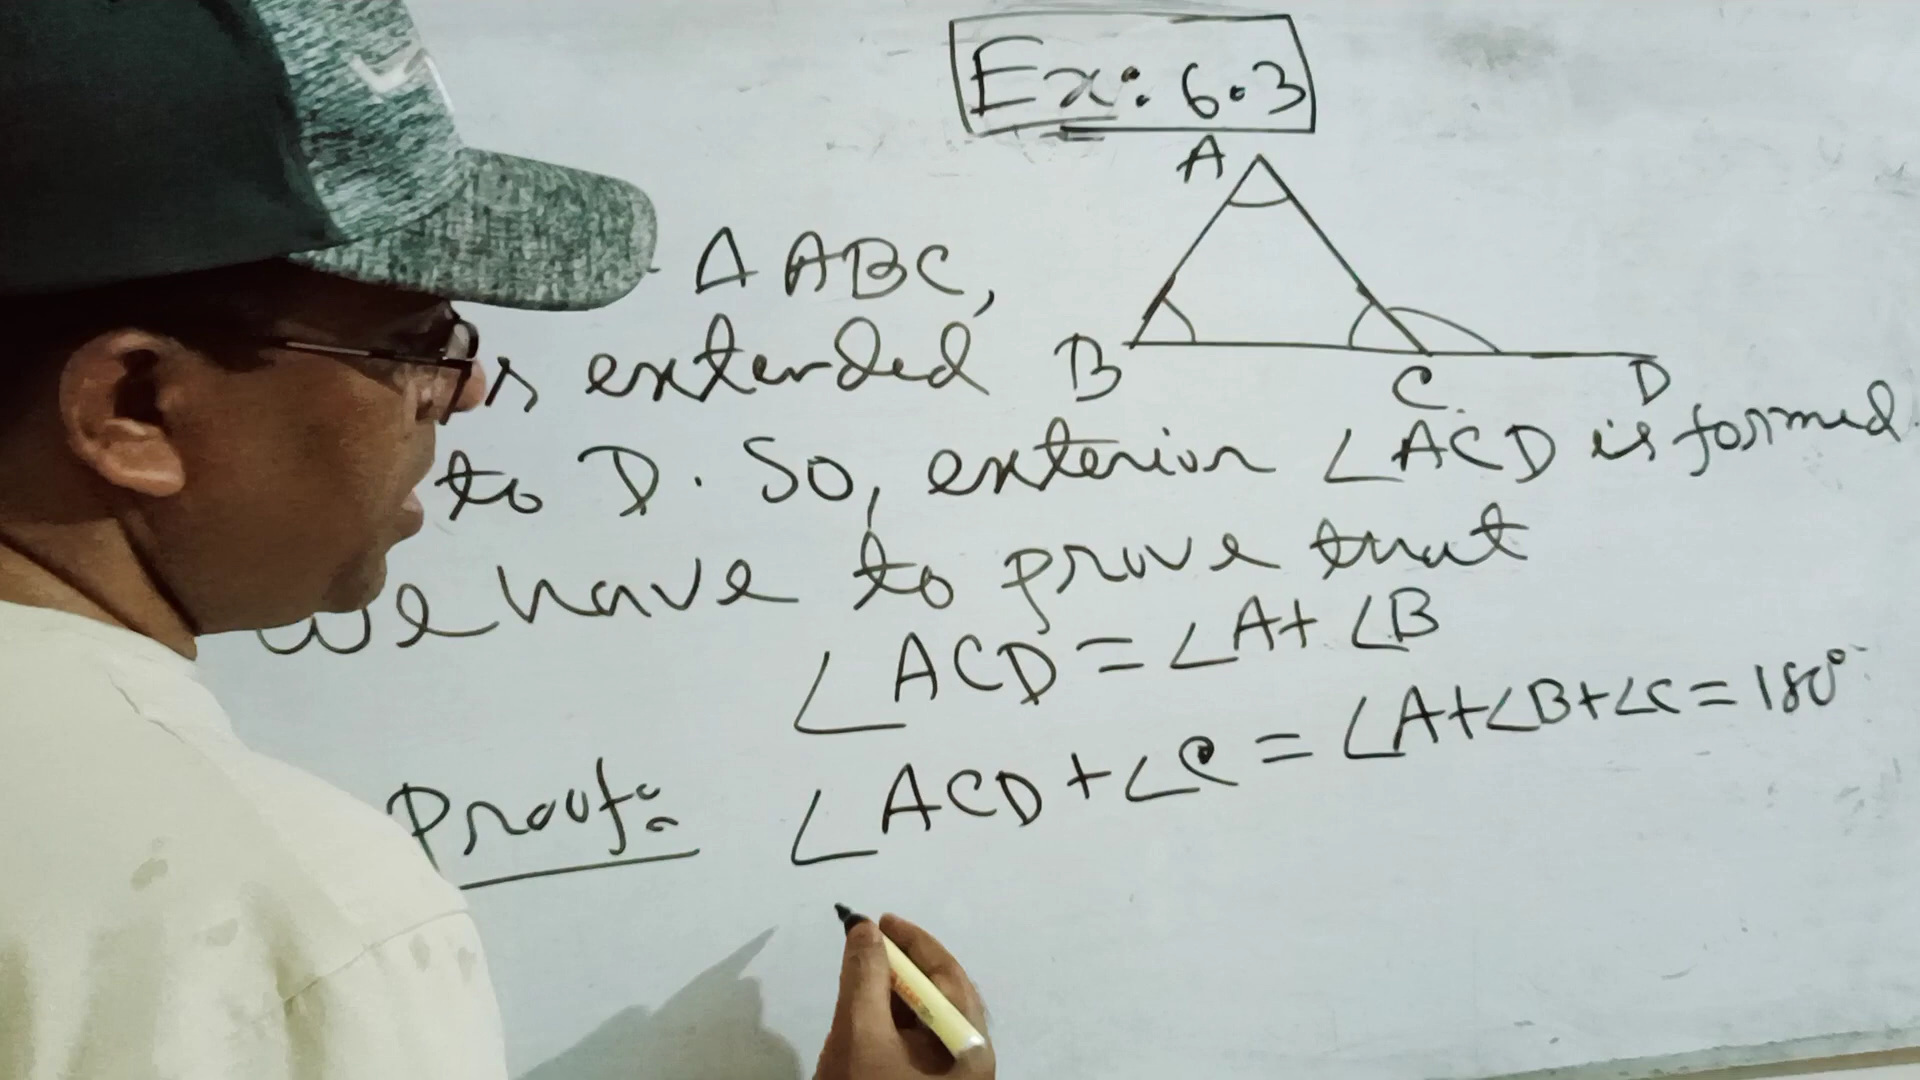 Ex: 6.3
A
B
C
D
Δ ABC,
extended
to D. So, exterior ∠ACD is formed.
We have to prove that
∠ACD = ∠A + ∠B
Proof: ∠ACD + ∠C = ∠A+∠B+∠C = 180°